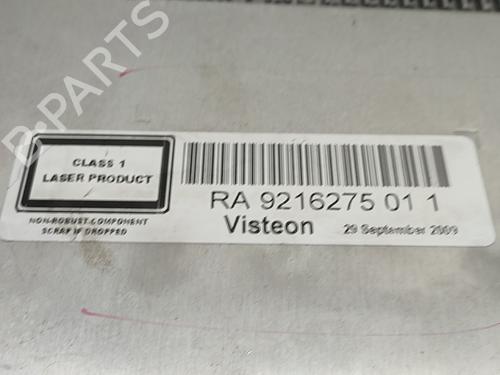 B-PARTS
CLASS 1
LASER PRODUCT
NON-ROBUST COMPONENT
SCRAP IF DROPPED
RA 9216275 01 1
Visteon
29 September 2009